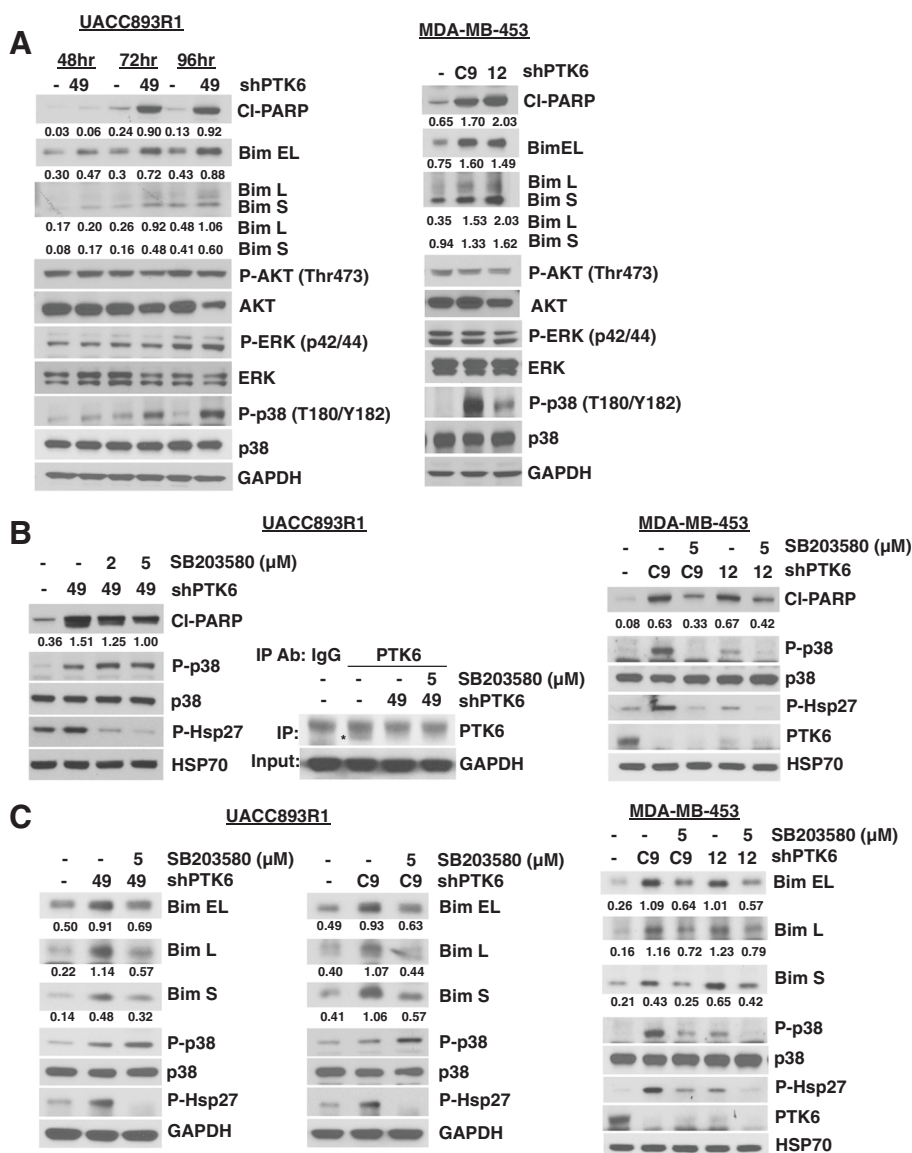 A
UACC893R1
48hr 72hr 96hr
- 49 - 49 - 49 shPTK6
Cl-PARP
0.03 0.06 0.24 0.90 0.13 0.92
Bim EL
0.30 0.47 0.3 0.72 0.43 0.88
Bim L
Bim S
0.17 0.20 0.26 0.92 0.48 1.06 Bim L
0.08 0.17 0.16 0.48 0.41 0.60 Bim S
P-AKT (Thr473)
AKT
P-ERK (p42/44)
ERK
P-p38 (T180/Y182)
p38
GAPDH
MDA-MB-453
shPTK6
- C9 12
Cl-PARP
0.65 1.70 2.03
BimEL
0.75 1.60 1.49
Bim L
Bim S
0.35 1.53 2.03 Bim L
0.94 1.33 1.62 Bim S
P-AKT (Thr473)
AKT
P-ERK (p42/44)
ERK
P-p38 (T180/Y182)
p38
GAPDH
B
UACC893R1
- - 2 5 SB203580 (µM)
- 49 49 49 shPTK6
Cl-PARP
0.36 1.51 1.25 1.00
P-p38
p38
P-Hsp27
HSP70
IP Ab: IgG PTK6
- - - 5 SB203580 (µM)
- - 49 49 shPTK6
IP: * PTK6
Input: GAPDH
MDA-MB-453
- - 5 - 5 SB203580 (µM)
- C9 C9 12 12 shPTK6
Cl-PARP
0.08 0.63 0.33 0.67 0.42
P-p38
p38
P-Hsp27
PTK6
HSP70
C
UACC893R1
- - 5 SB203580 (µM)
- 49 49 shPTK6
Bim EL
0.50 0.91 0.69
Bim L
0.22 1.14 0.57
Bim S
0.14 0.48 0.32
P-p38
p38
P-Hsp27
GAPDH
- - 5 SB203580 (µM)
- C9 C9 shPTK6
Bim EL
0.49 0.93 0.63
Bim L
0.40 1.07 0.44
Bim S
0.41 1.06 0.57
P-p38
p38
P-Hsp27
GAPDH
MDA-MB-453
- - 5 - 5 SB203580 (µM)
- C9 C9 12 12 shPTK6
Bim EL
0.26 1.09 0.64 1.01 0.57
Bim L
0.16 1.16 0.72 1.23 0.79
Bim S
0.21 0.43 0.25 0.65 0.42
P-p38
p38
P-Hsp27
PTK6
HSP70